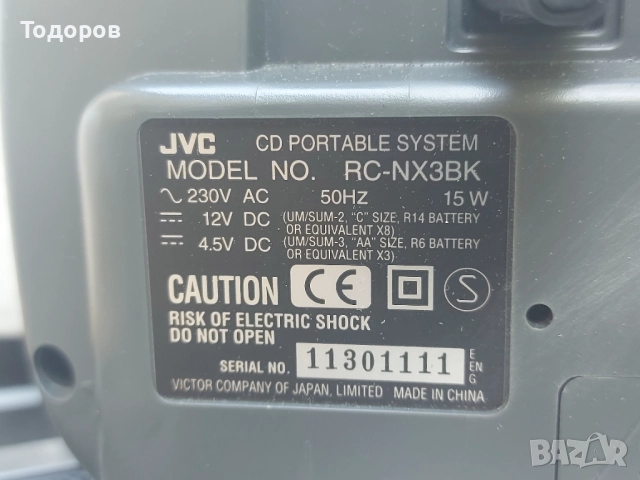 Тодоров
JVC CD PORTABLE SYSTEM
MODEL NO. RC-NX3BK
230V AC 50HZ 15 W
12V DC (UM/SUM-2, "C" SIZE, R14 BATTERY
OR EQUIVALENT X8)
4.5V DC (UM/SUM-3, "AA" SIZE, R6 BATTERY
OR EQUIVALENT X3)
CAUTION CE S
RISK OF ELECTRIC SHOCK
DO NOT OPEN
SERIAL NO. 11301111 E EN G
VICTOR COMPANY OF JAPAN, LIMITED MADE IN CHINA
BAZAR